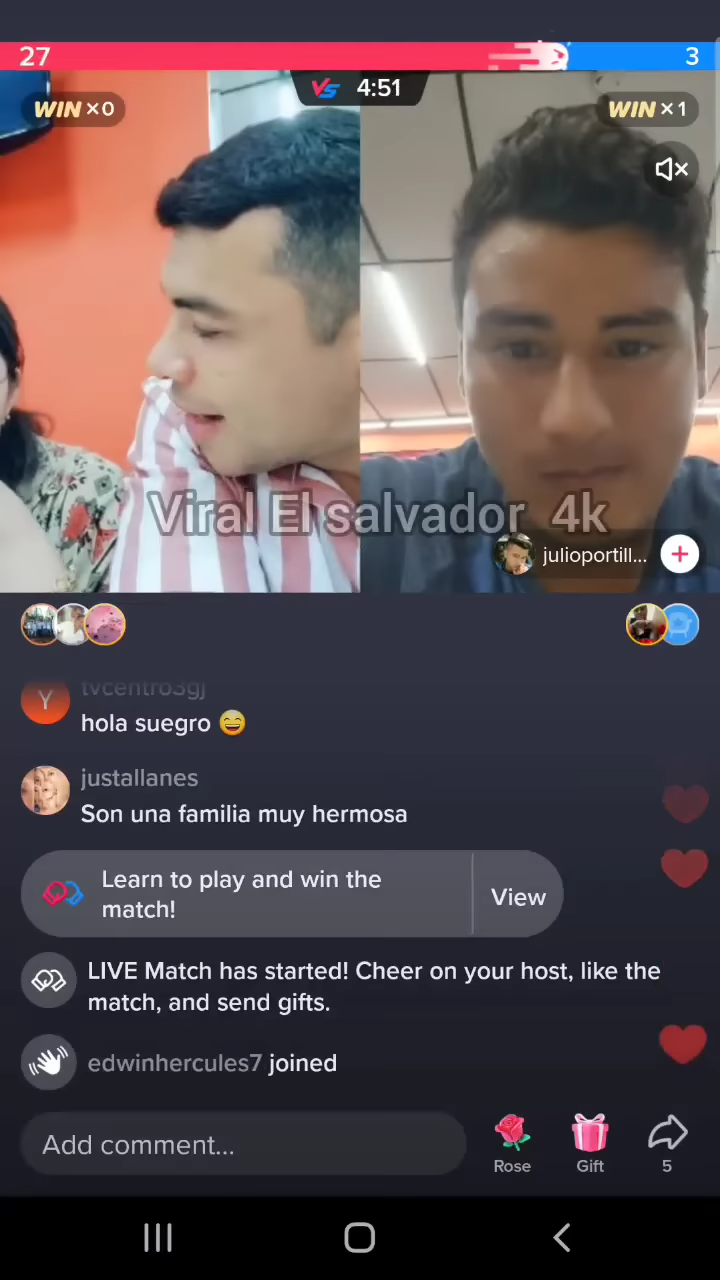 27
3
VS 4:51
WIN ×0
WIN ×1
Viral El salvador 4k
julioportill...
tvcentro3gj
Y
hola suegro 😄
justallanes
Son una familia muy hermosa
Learn to play and win the
match!
View
LIVE Match has started! Cheer on your host, like the
match, and send gifts.
edwinhercules7 joined
Add comment...
Rose
Gift
5